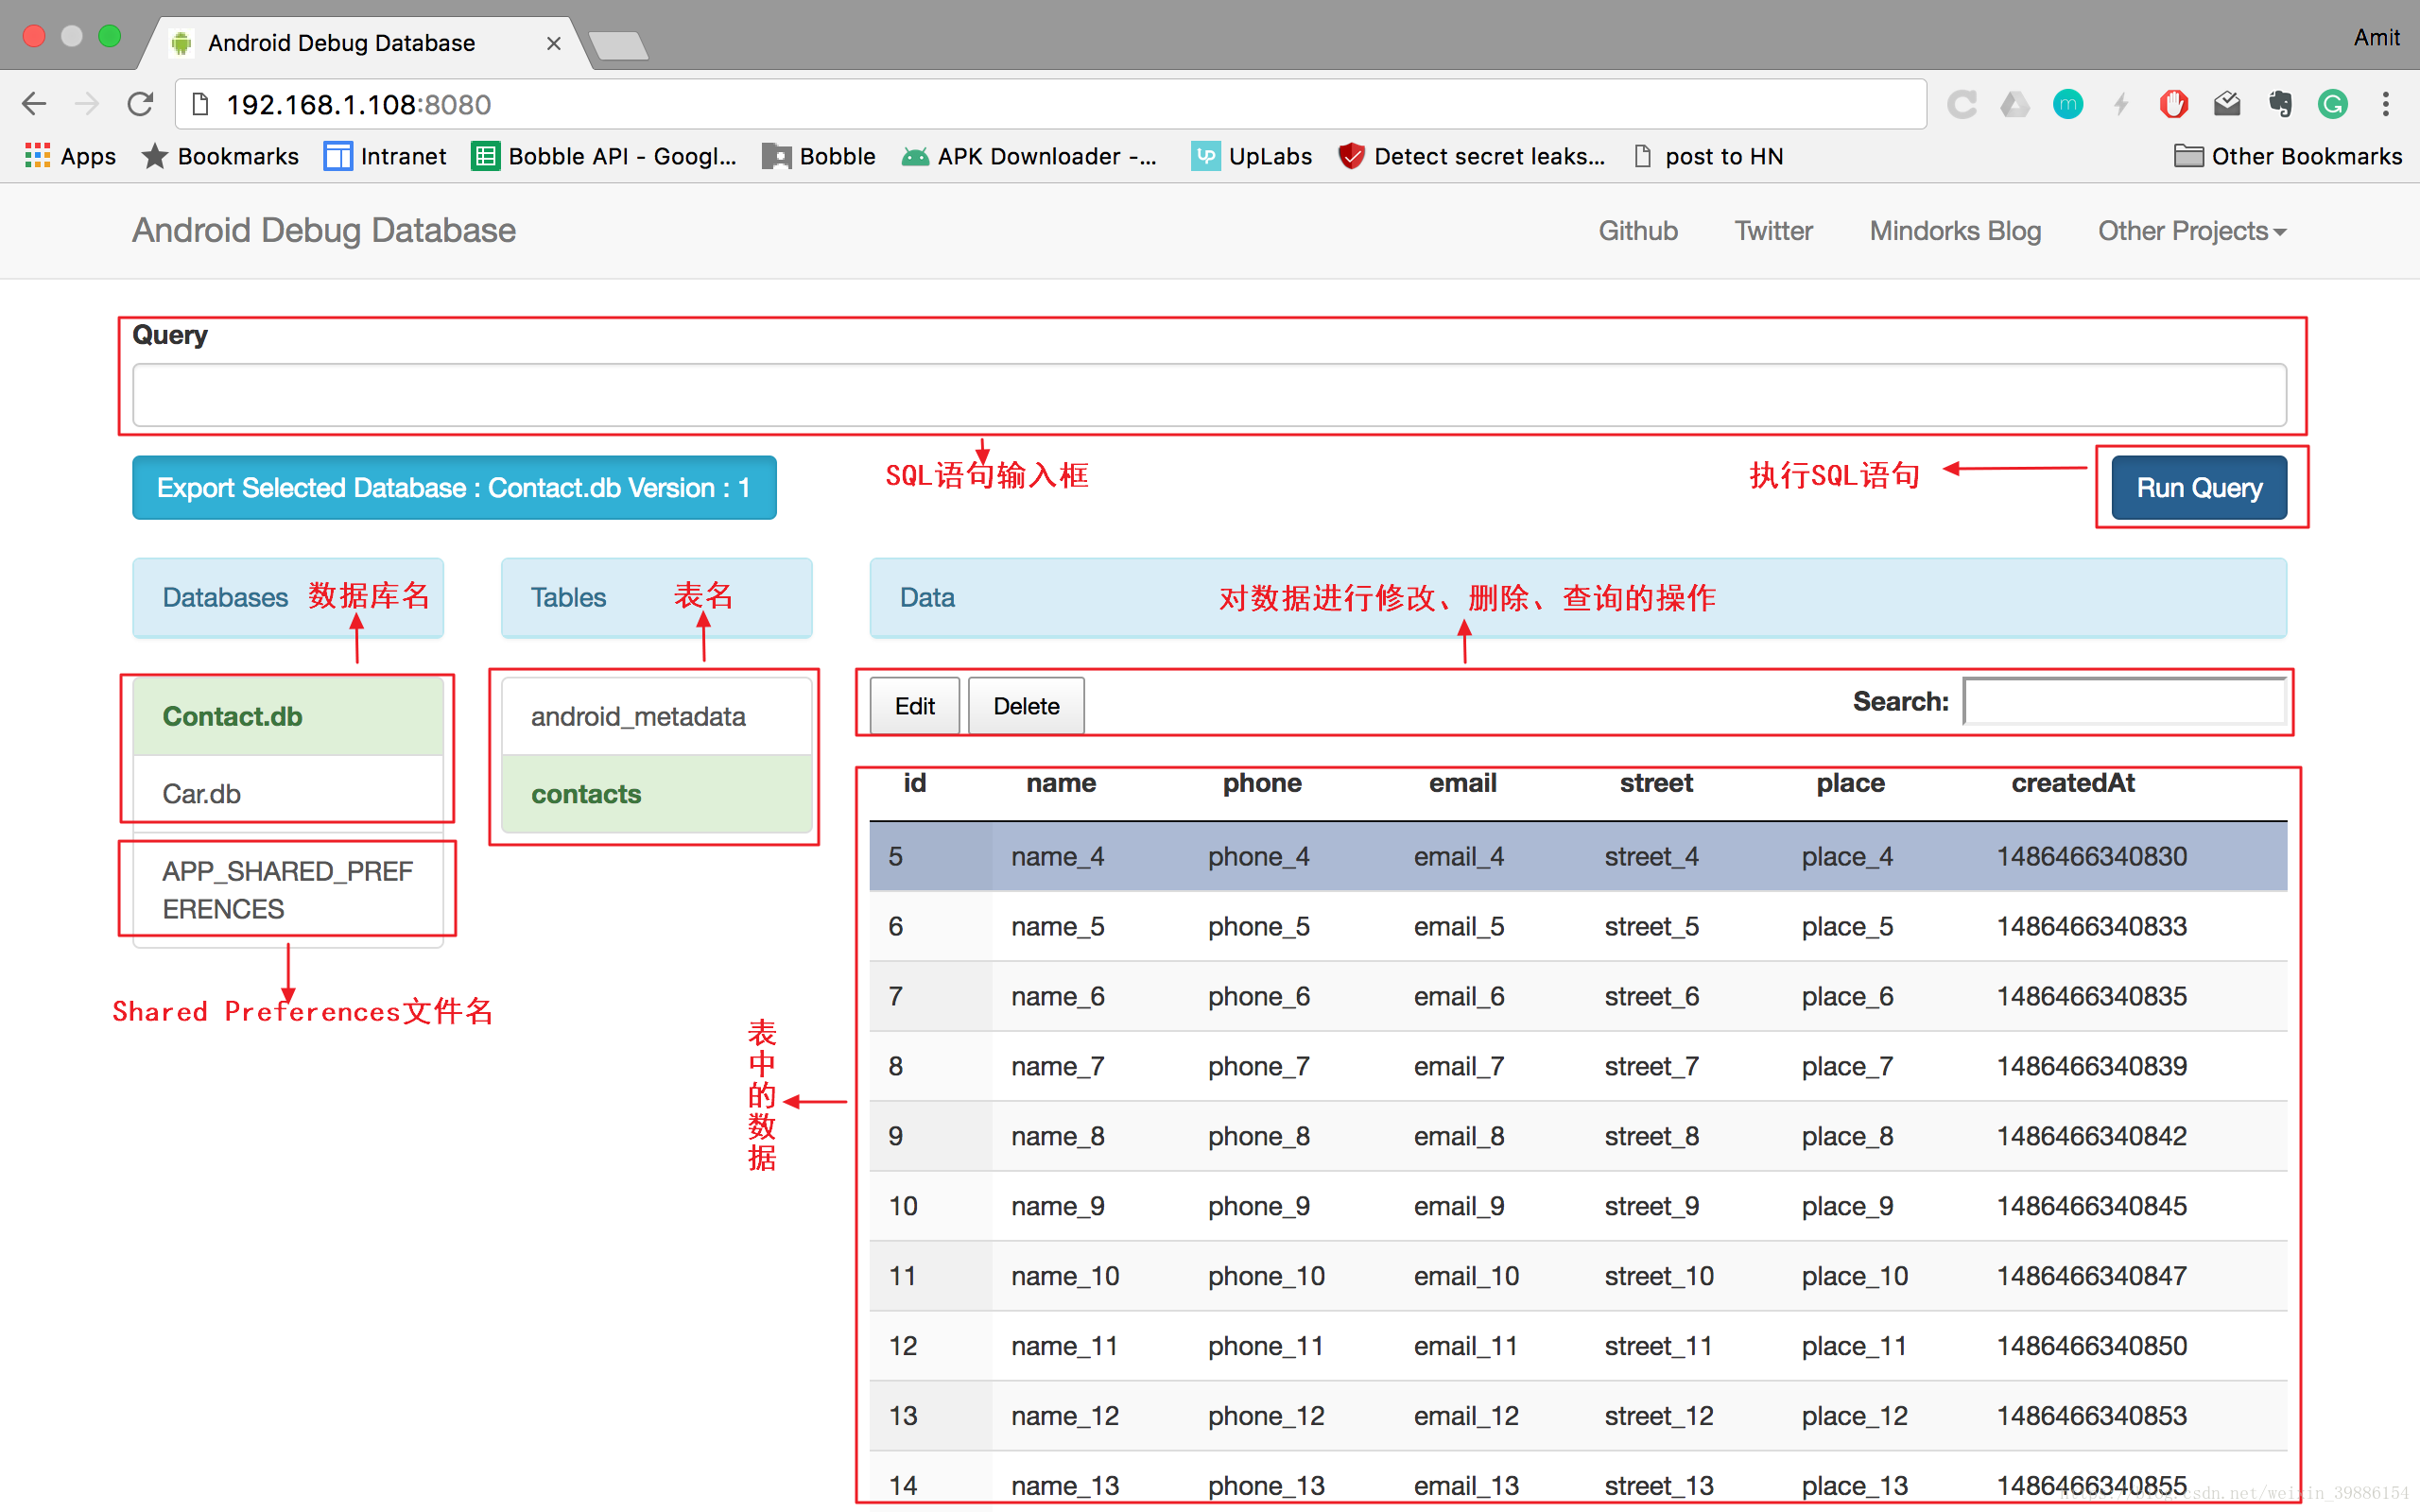 Android Debug Database
Amit
192.168.1.108:8080
Apps Bookmarks Intranet Bobble API - Googl... Bobble APK Downloader -... UpLabs Detect secret leaks... post to HN Other Bookmarks
Android Debug Database Github Twitter Mindorks Blog Other Projects
Query
SQL语句输入框 执行SQL语句
Export Selected Database : Contact.db Version : 1 Run Query
Databases 数据库名 Tables 表名 Data 对数据进行修改、删除、查询的操作
Contact.db
Car.db
APP_SHARED_PREF
ERENCES
Shared Preferences文件名
android_metadata
contacts
Edit Delete Search:
表中的数据
id name phone email street place createdAt
5 name_4 phone_4 email_4 street_4 place_4 1486466340830
6 name_5 phone_5 email_5 street_5 place_5 1486466340833
7 name_6 phone_6 email_6 street_6 place_6 1486466340835
8 name_7 phone_7 email_7 street_7 place_7 1486466340839
9 name_8 phone_8 email_8 street_8 place_8 1486466340842
10 name_9 phone_9 email_9 street_9 place_9 1486466340845
11 name_10 phone_10 email_10 street_10 place_10 1486466340847
12 name_11 phone_11 email_11 street_11 place_11 1486466340850
13 name_12 phone_12 email_12 street_12 place_12 1486466340853
14 name_13 phone_13 email_13 street_13 place_13 1486466340855
https://blog.csdn.net/weixin_39886154